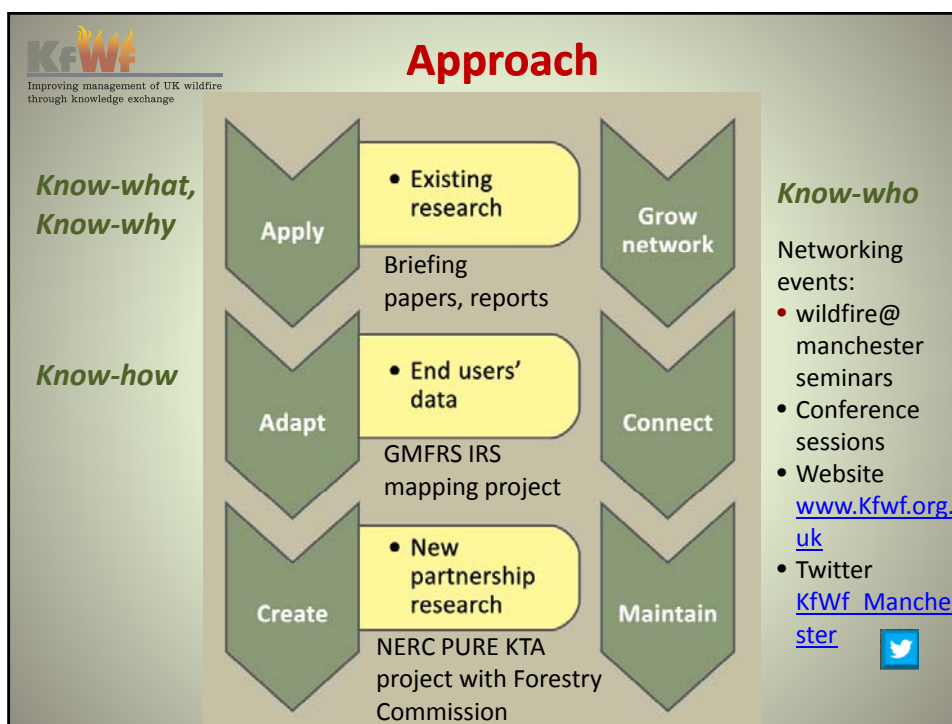 KfWf
Improving management of UK wildfire
through knowledge exchange
Approach
Know-what,
Know-why
Know-how
Apply
• Existing
research
Briefing
papers, reports
Adapt
• End users'
data
GMFRS IRS
mapping project
Create
• New
partnership
research
NERC PURE KTA
project with Forestry
Commission
Grow
network
Connect
Maintain
Know-who
Networking
events:
• wildfire@
manchester
seminars
• Conference
sessions
• Website
www.Kfwf.org.
uk
• Twitter
KfWf_Manche
ster